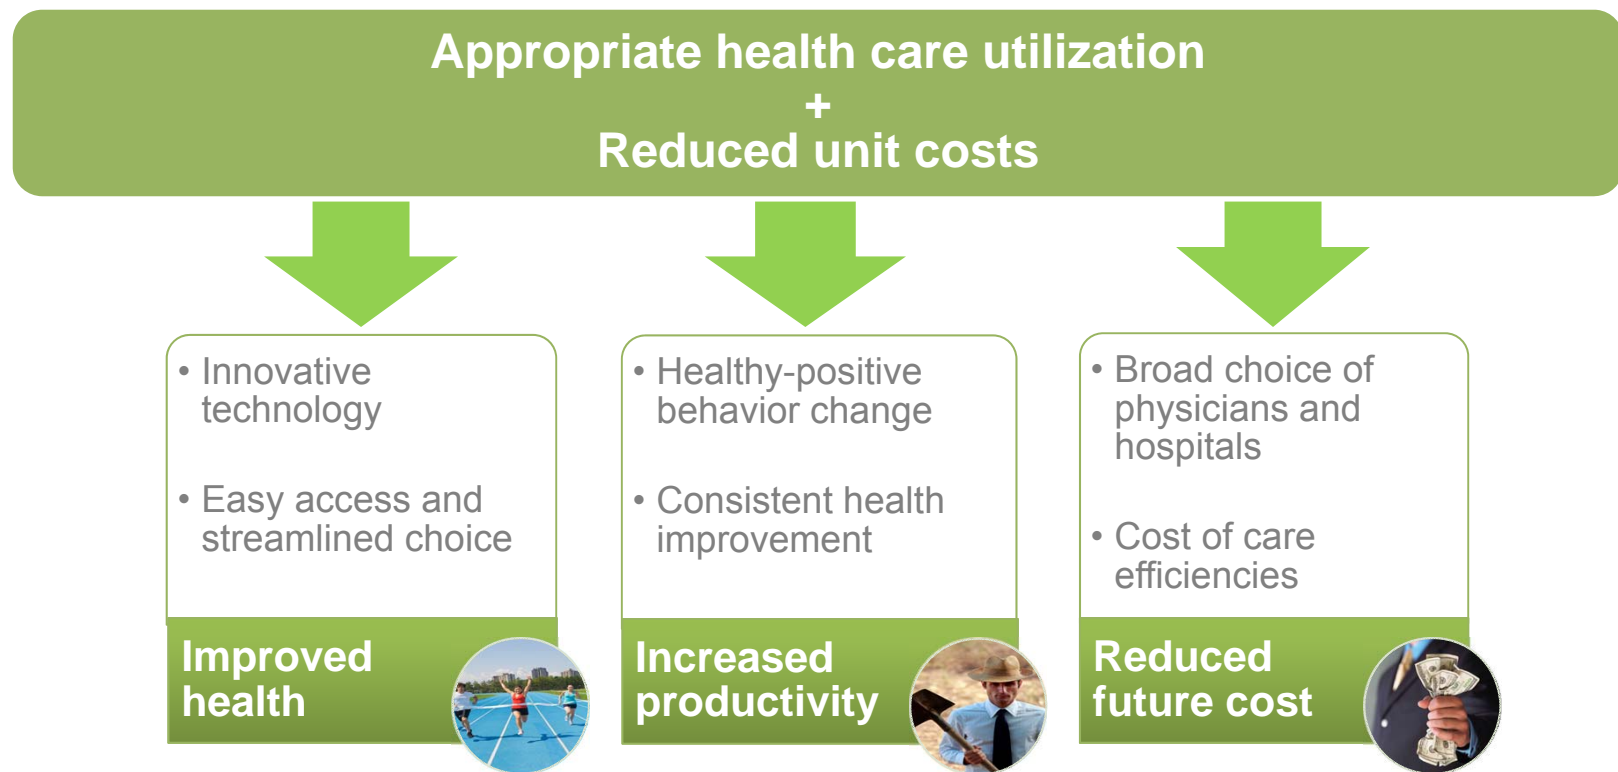 Appropriate health care utilization
+
Reduced unit costs
• Innovative
technology
• Easy access and
streamlined choice
Improved
health
• Healthy-positive
behavior change
• Consistent health
improvement
Increased
productivity
• Broad choice of
physicians and
hospitals
• Cost of care
efficiencies
Reduced
future cost